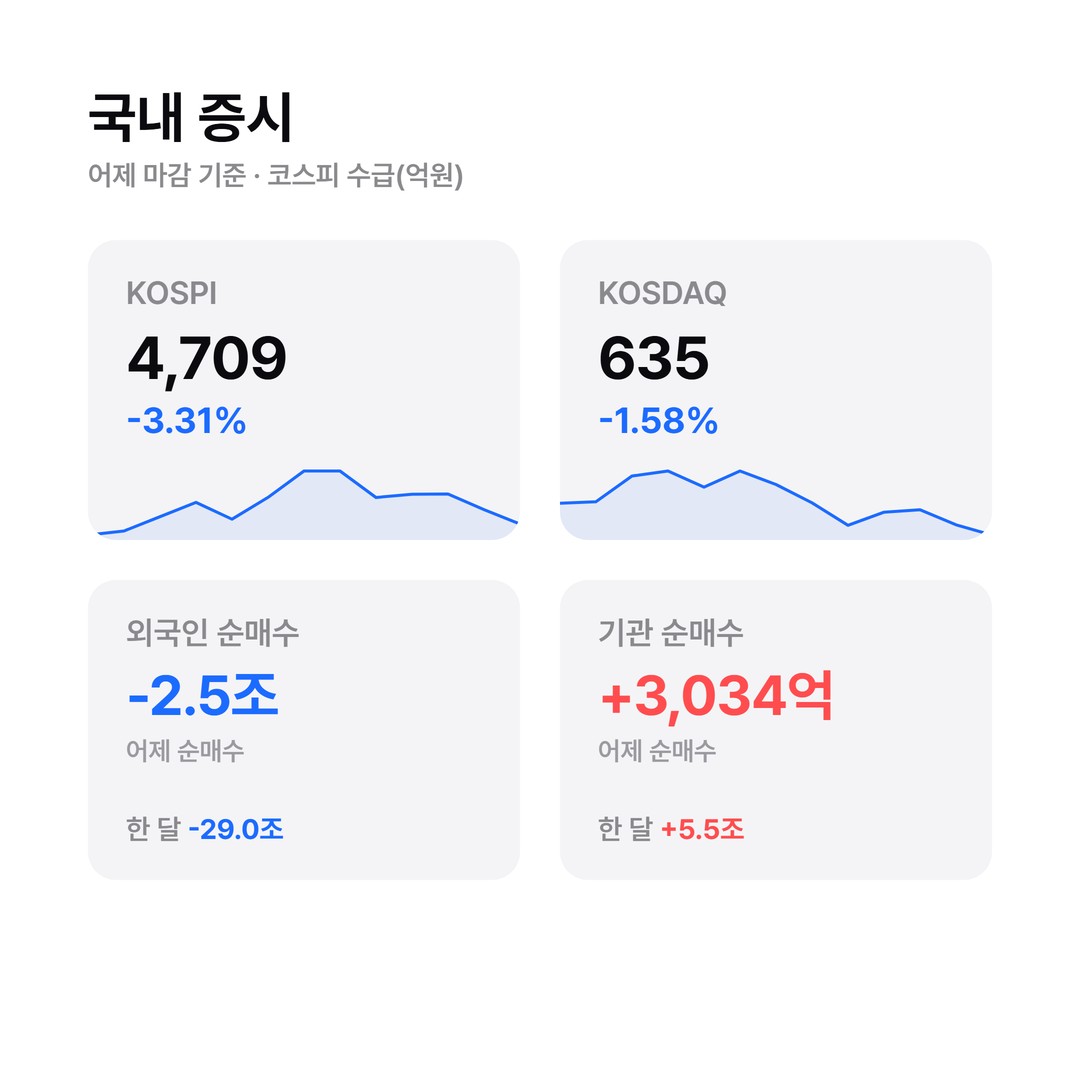 국내 증시
어제 마감 기준 · 코스피 수급(억원)
KOSPI
4,709
-3.31%
KOSDAQ
635
-1.58%
외국인 순매수
-2.5조
어제 순매수
한 달 -29.0조
기관 순매수
+3,034억
어제 순매수
한 달 +5.5조